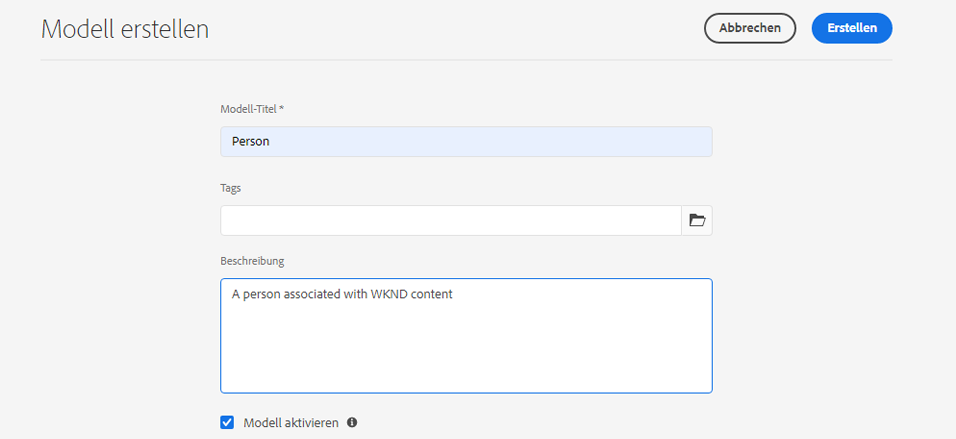 Modell erstellen
Abbrechen
Erstellen
Modell-Titel *
Person
Tags
Beschreibung
A person associated with WKND content
Modell aktivieren